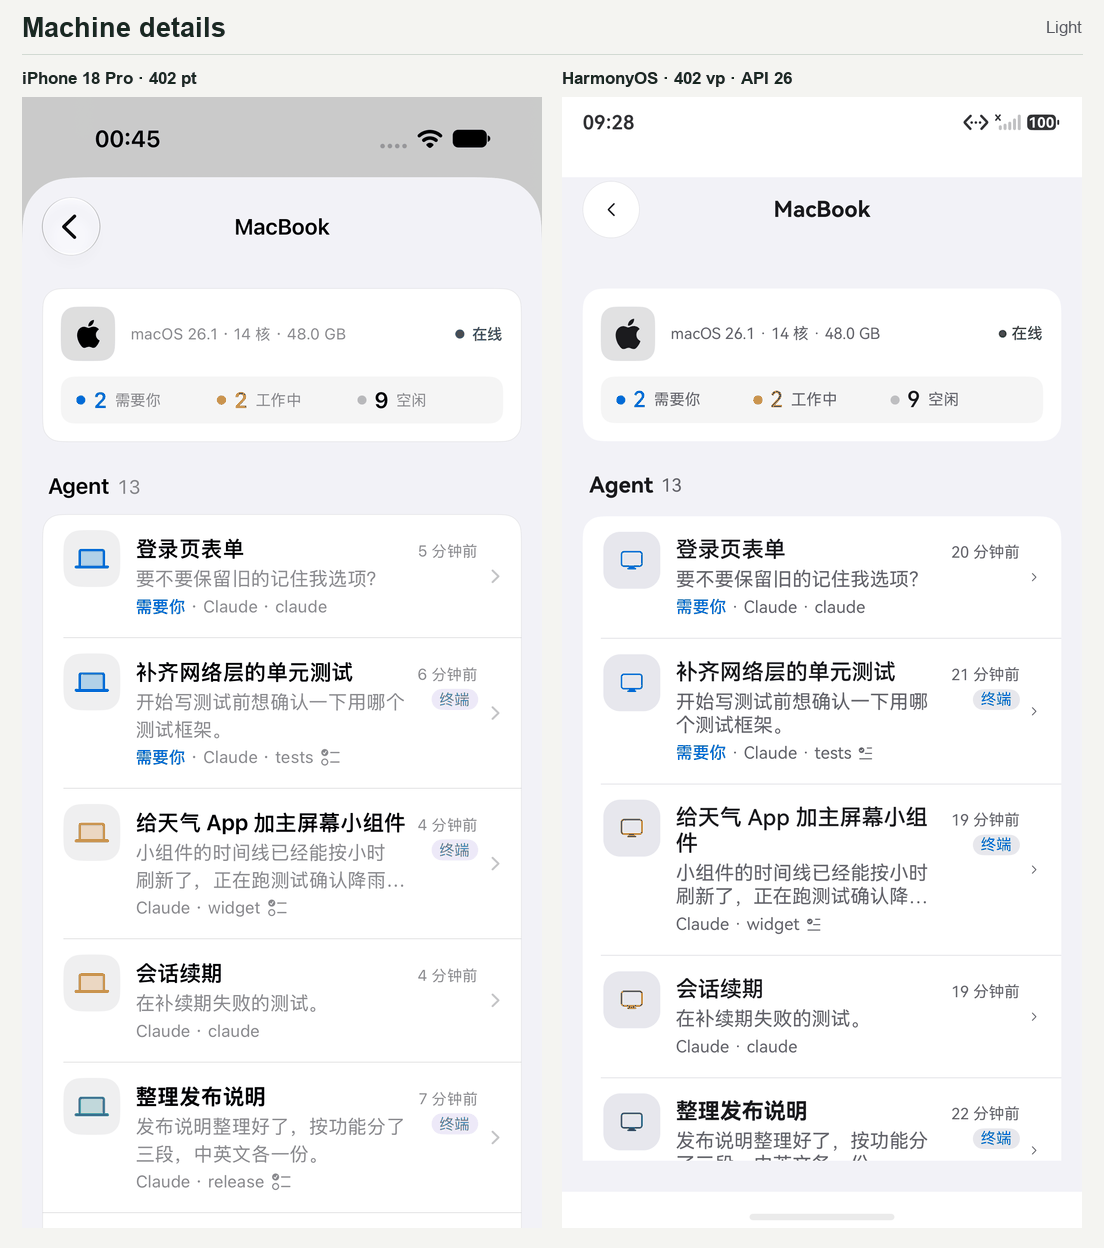 Machine details
Light
iPhone 18 Pro · 402 pt
00:45
MacBook
macOS 26.1 · 14 核 · 48.0 GB
在线
2 需要你
2 工作中
9 空闲
Agent 13
登录页表单
5 分钟前
要不要保留旧的记住我选项?
需要你 · Claude · claude
补齐网络层的单元测试
6 分钟前
开始写测试前想确认一下用哪个
终端
测试框架。
需要你 · Claude · tests
给天气 App 加主屏幕小组件
4 分钟前
小组件的时间线已经能按小时
终端
刷新了，正在跑测试确认降雨…
Claude · widget
会话续期
4 分钟前
在补续期失败的测试。
Claude · claude
整理发布说明
7 分钟前
发布说明整理好了，按功能分了
终端
三段，中英文各一份。
Claude · release
HarmonyOS · 402 vp · API 26
09:28
100
MacBook
macOS 26.1 · 14 核 · 48.0 GB
在线
2 需要你
2 工作中
9 空闲
Agent 13
登录页表单
20 分钟前
要不要保留旧的记住我选项?
需要你 · Claude · claude
补齐网络层的单元测试
21 分钟前
开始写测试前想确认一下用哪
终端
个测试框架。
需要你 · Claude · tests
给天气 App 加主屏幕小组
19 分钟前
件
终端
小组件的时间线已经能按小时
刷新了，正在跑测试确认降…
Claude · widget
会话续期
19 分钟前
在补续期失败的测试。
Claude · claude
整理发布说明
22 分钟前
发布说明整理好了，按功能分
终端